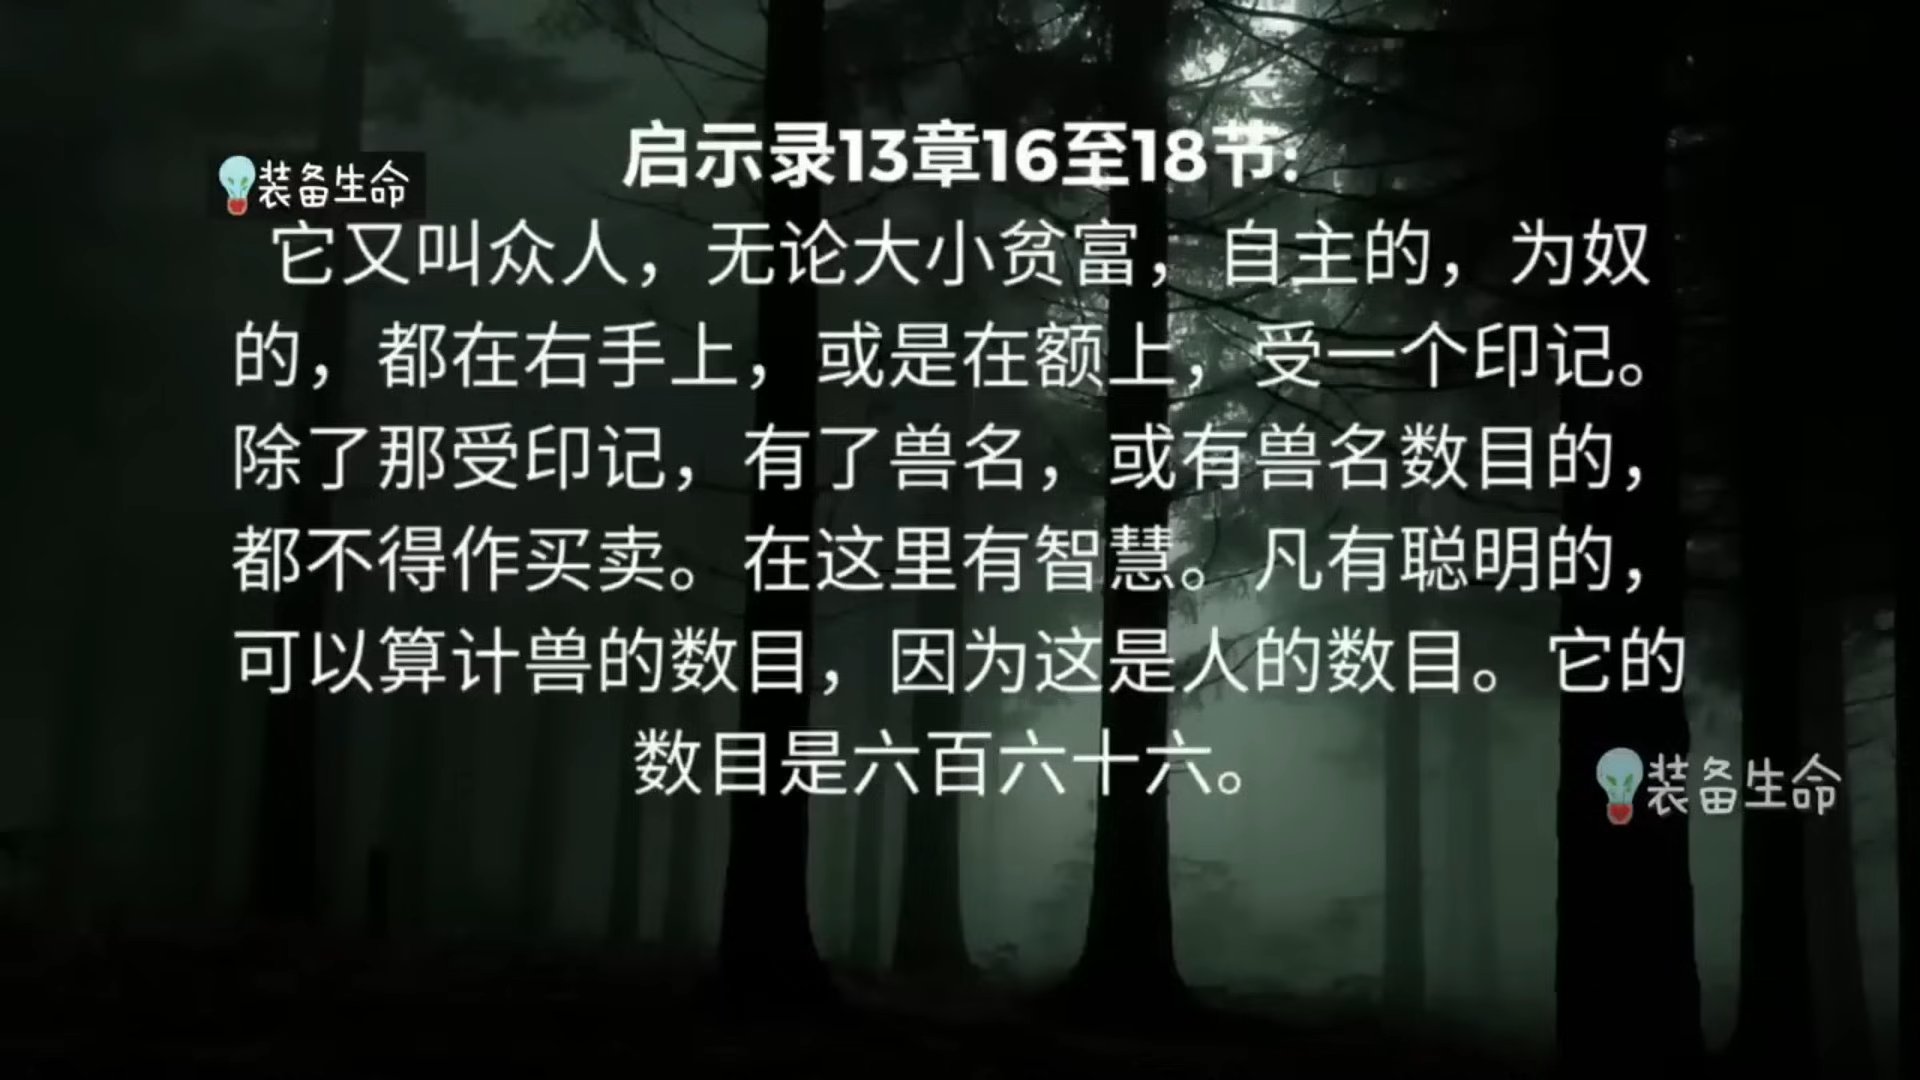 启示录13章16至18节:
装备生命
它又叫众人，无论大小贫富，自主的，为奴
的，都在右手上，或是在额上，受一个印记。
除了那受印记，有了兽名，或有兽名数目的，
都不得作买卖。在这里有智慧。凡有聪明的，
可以算计兽的数目，因为这是人的数目。它的
数目是六百六十六。
装备生命